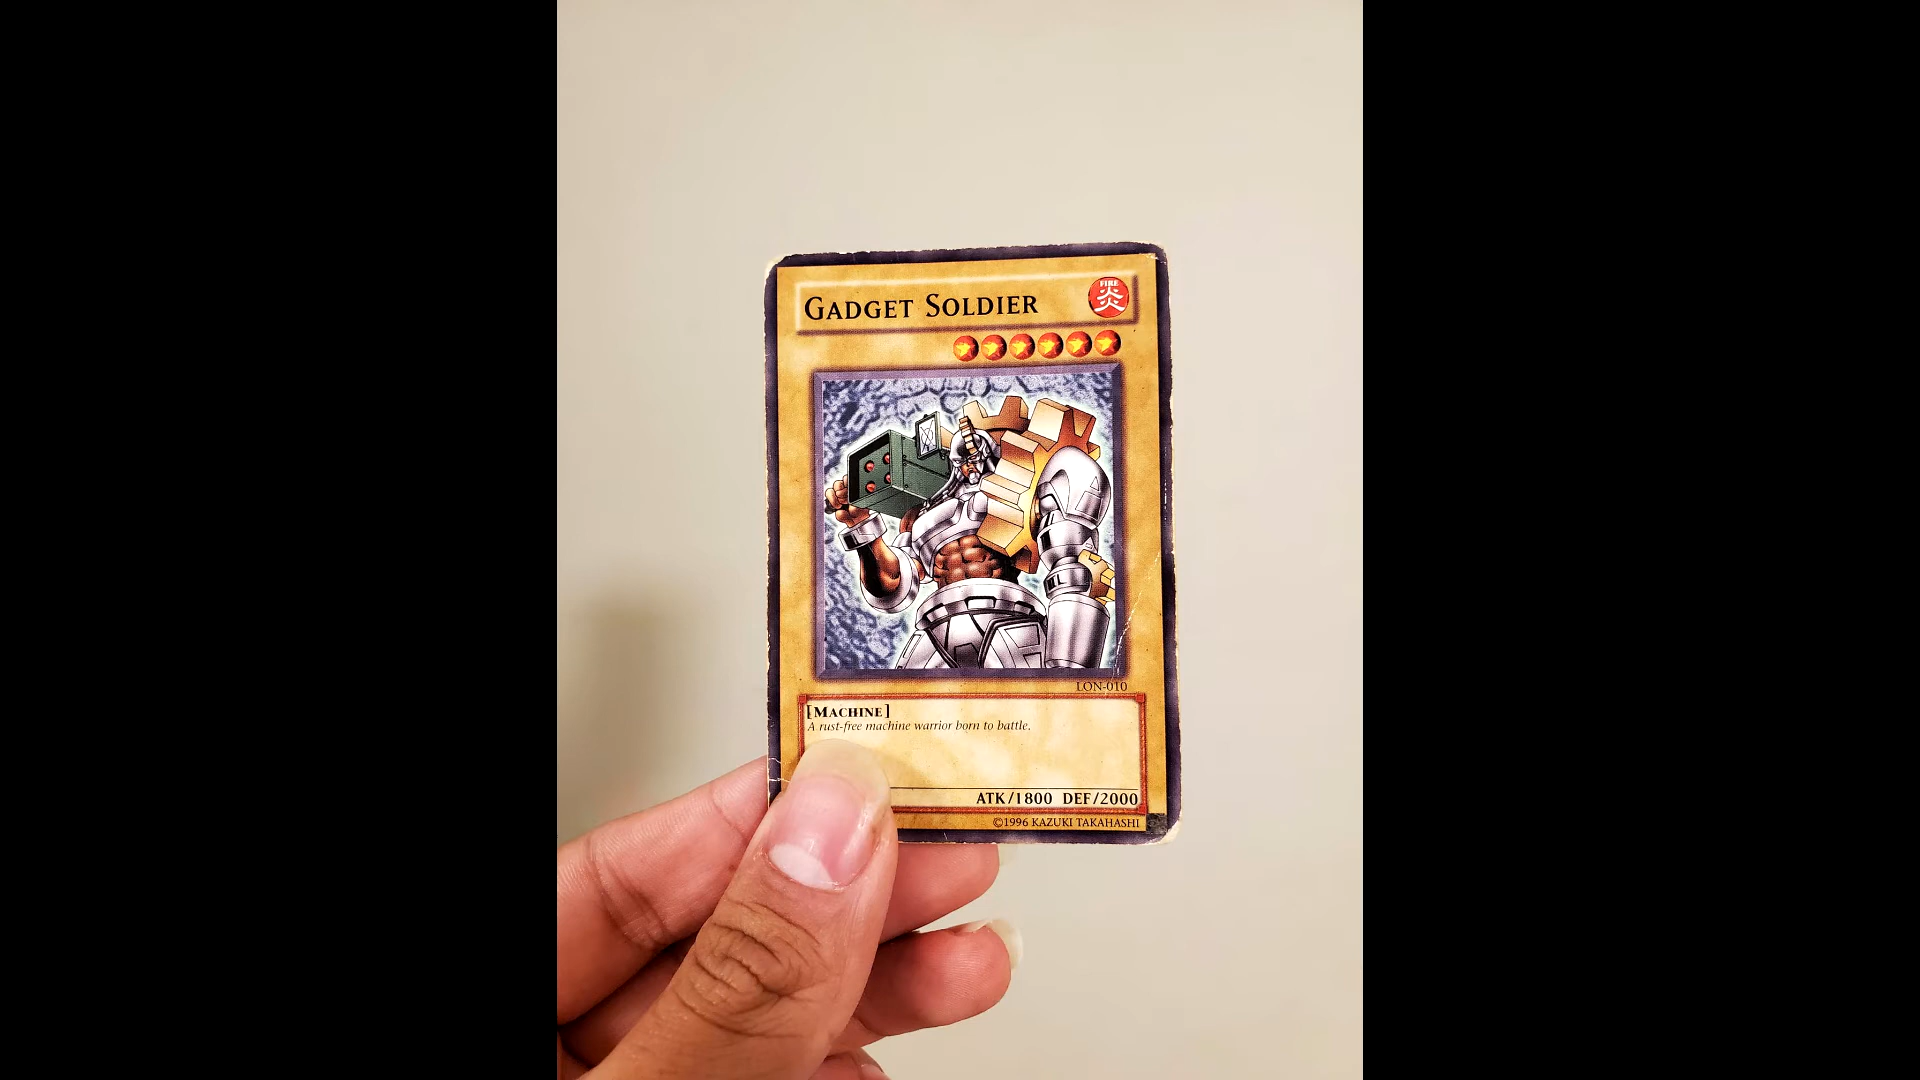 GADGET SOLDIER
FIRE
炎
LON-010
[MACHINE]
A rust-free machine warrior born to battle.
ATK/1800 DEF/2000
©1996 KAZUKI TAKAHASHI